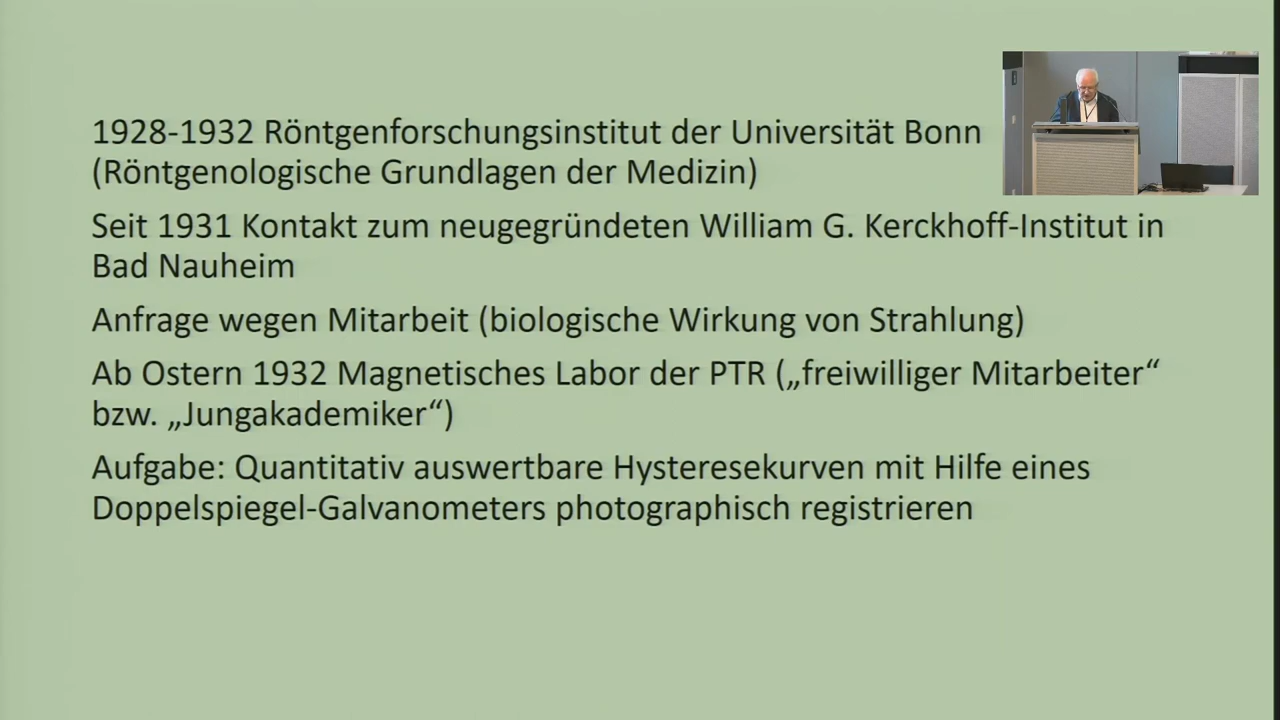 1928-1932 Röntgenforschungsinstitut der Universität Bonn
(Röntgenologische Grundlagen der Medizin)
Seit 1931 Kontakt zum neugegründeten William G. Kerckhoff-Institut in
Bad Nauheim
Anfrage wegen Mitarbeit (biologische Wirkung von Strahlung)
Ab Ostern 1932 Magnetisches Labor der PTR („freiwilliger Mitarbeiter“
bzw. „Jungakademiker“)
Aufgabe: Quantitativ auswertbare Hysteresekurven mit Hilfe eines
Doppelspiegel-Galvanometers photographisch registrieren